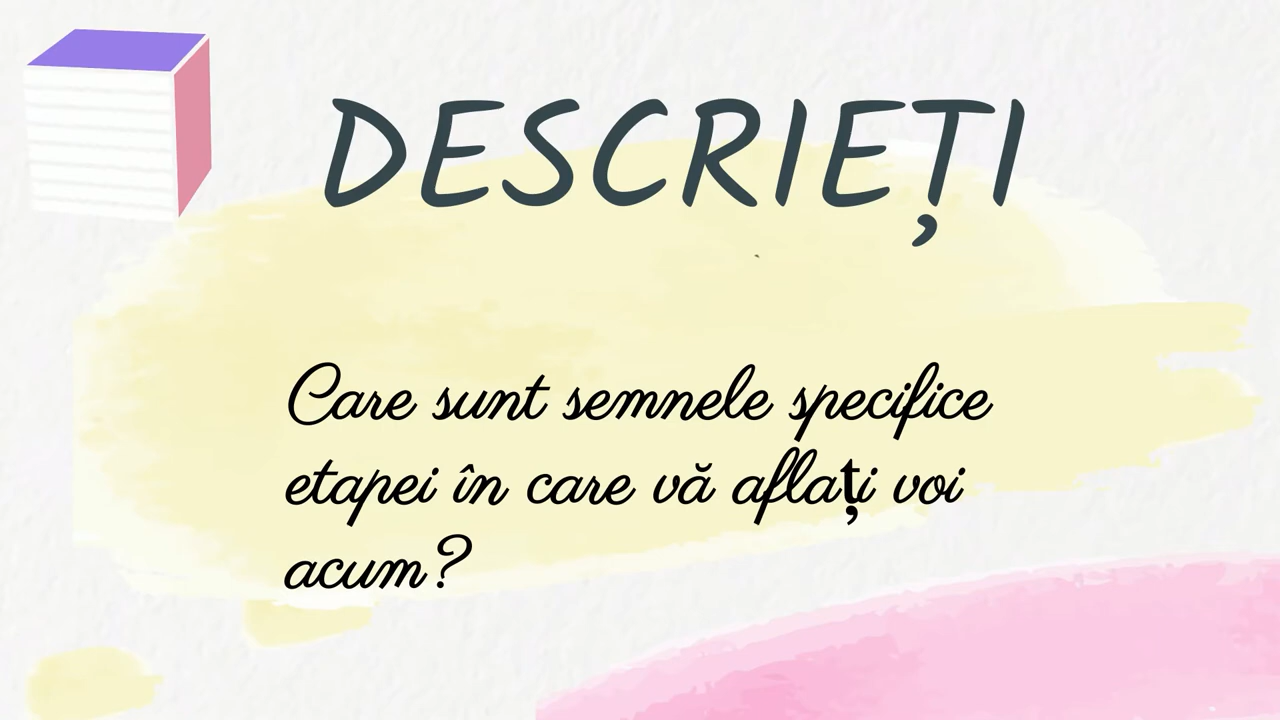 DESCRIEȚI
Care sunt semnele specifice
etapei în care vă aflați voi
acum?